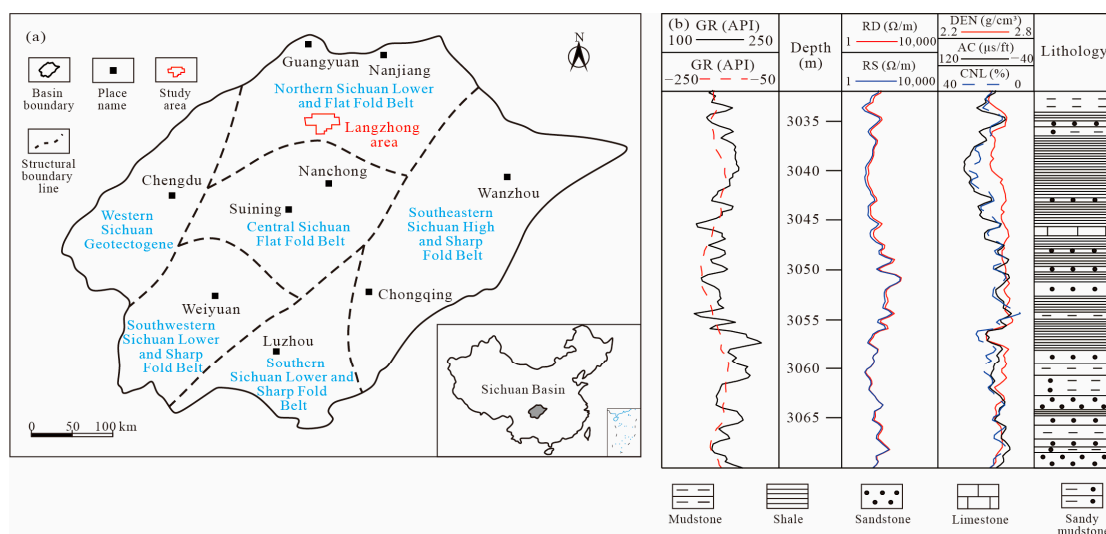 (a)
N
Basin
boundary
Place
name
Study
area
Structural
boundary
line
Guangyuan
Nanjiang
Northern Sichuan Lower
and Flat Fold Belt
Langzhong
area
Chengdu
Nanchong
Wanzhou
Suining
Western
Sichuan
Geotectogene
Central Sichuan
Flat Fold Belt
Southeastern
Sichuan High
and Sharp
Fold Belt
Weiyuan
Chongqing
Southwestern
Sichuan Lower
and Sharp
Fold Belt
Luzhou
Southern
Sichuan Lower and
Sharp Fold
Belt
Sichuan Basin
0 50 100 km
(b) GR (API)
100 250
GR (API)
−250 −50
Depth
(m)
RD (Ω/m)
1 10,000
RS (Ω/m)
1 10,000
DEN (g/cm³)
2.2 2.8
AC (μs/ft)
120 −40
CNL (%)
40 0
Lithology
3035
3040
3045
3050
3055
3060
3065
Mudstone
Shale
Sandstone
Limestone
Sandy
mudstone